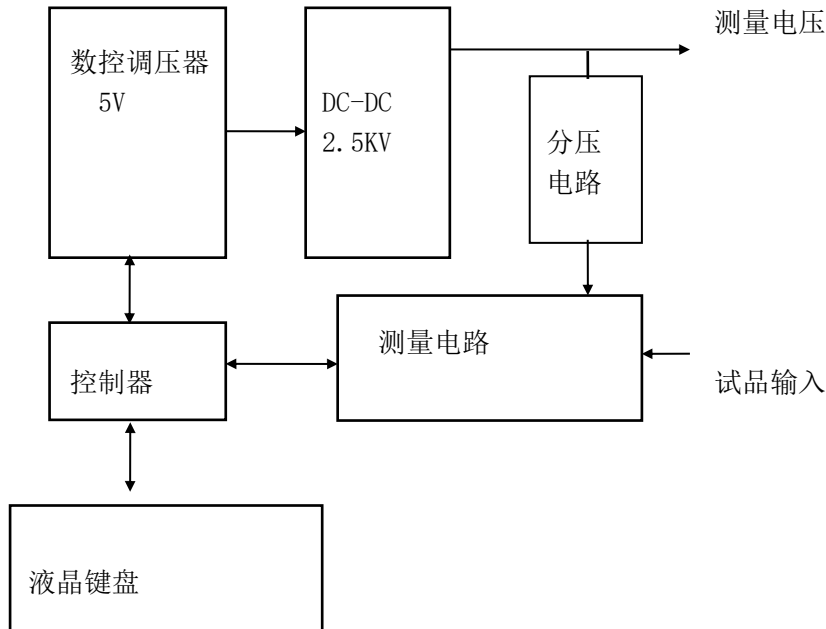 测量电压
数控调压器
5V
DC-DC
2.5KV
分压
电路
测量电路
控制器
试品输入
液晶键盘